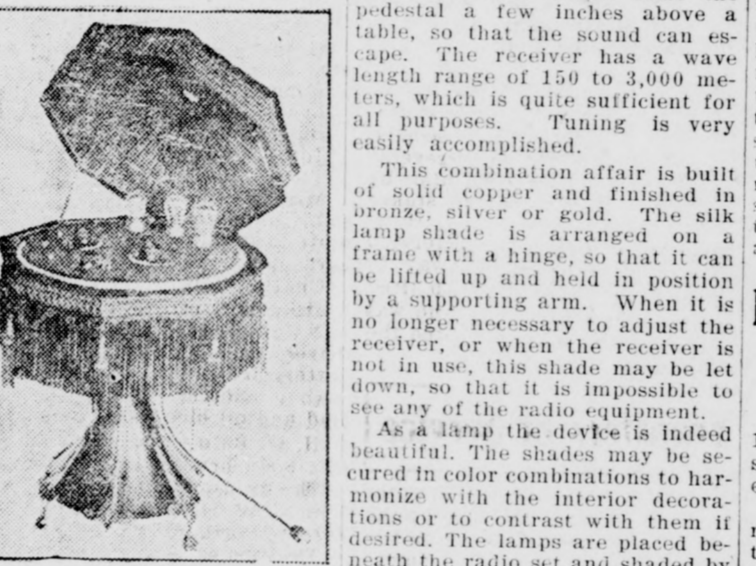 pedestal a few inches above a
table, so that the sound can es-
cape. The receiver has a wave
length range of 150 to 3,000 me-
ters, which is quite sufficient for
all purposes. Tuning is very
easily accomplished.
This combination affair is built
of solid copper and finished in
bronze, silver or gold. The silk
lamp shade is arranged on a
frame with a hinge, so that it can
be lifted up and held in position
by a supporting arm. When it is
no longer necessary to adjust the
receiver, or when the receiver is
not in use, this shade may be let
down, so that it is impossible to
see any of the radio equipment.
As a lamp the device is indeed
beautiful. The shades may be se-
cured in color combinations to har-
monize with the interior decora-
tions or to contrast with them if
desired. The lamps are placed be-
neath the radio set and shaded by